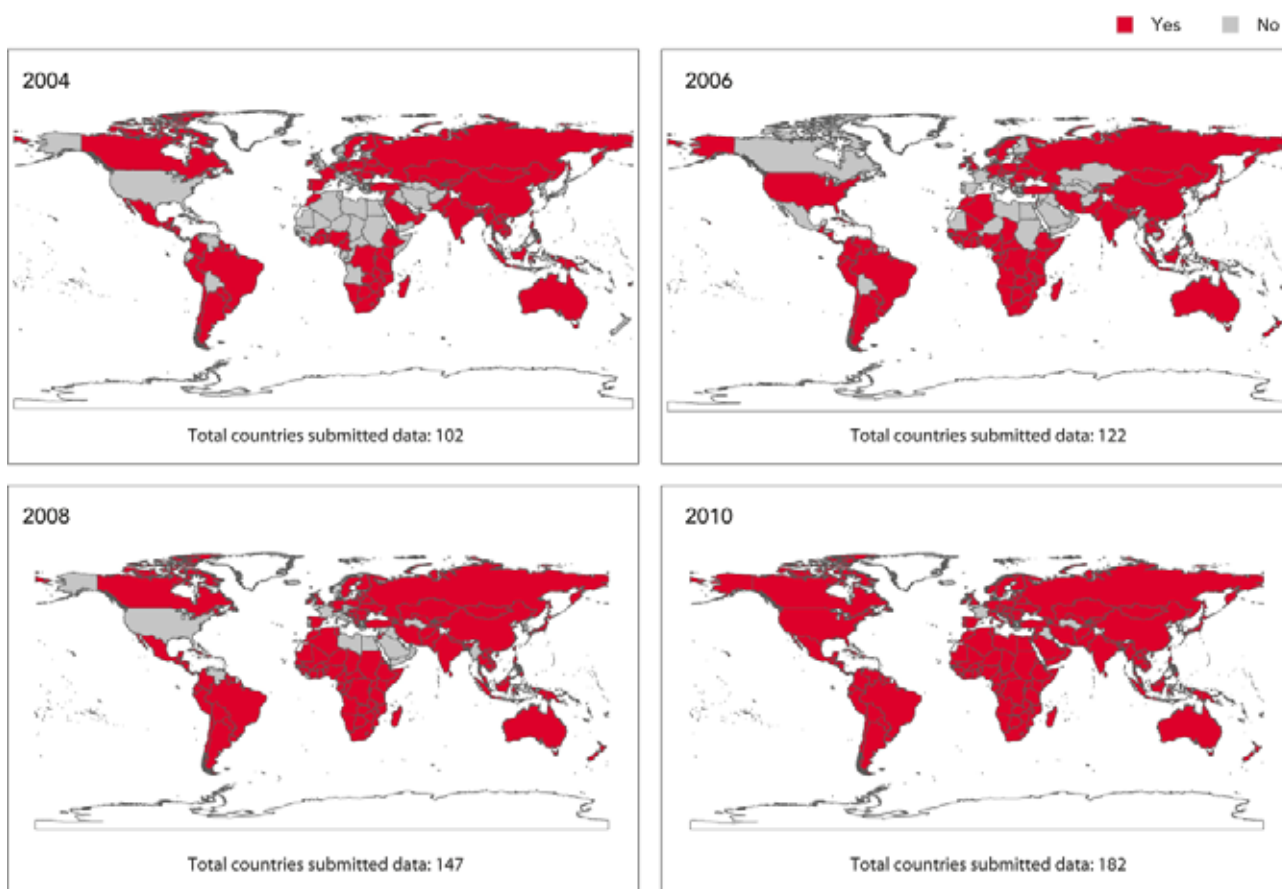 Yes No
2004
Total countries submitted data: 102
2006
Total countries submitted data: 122
2008
Total countries submitted data: 147
2010
Total countries submitted data: 182